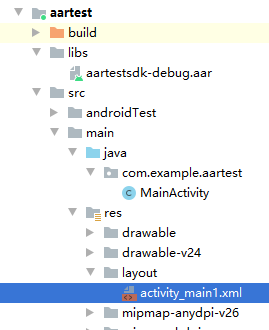 aartest
build
libs
aartestsdk-debug.aar
src
androidTest
main
java
com.example.aartest
MainActivity
res
drawable
drawable-v24
layout
activity_main1.xml
mipmap-anydpi-v26